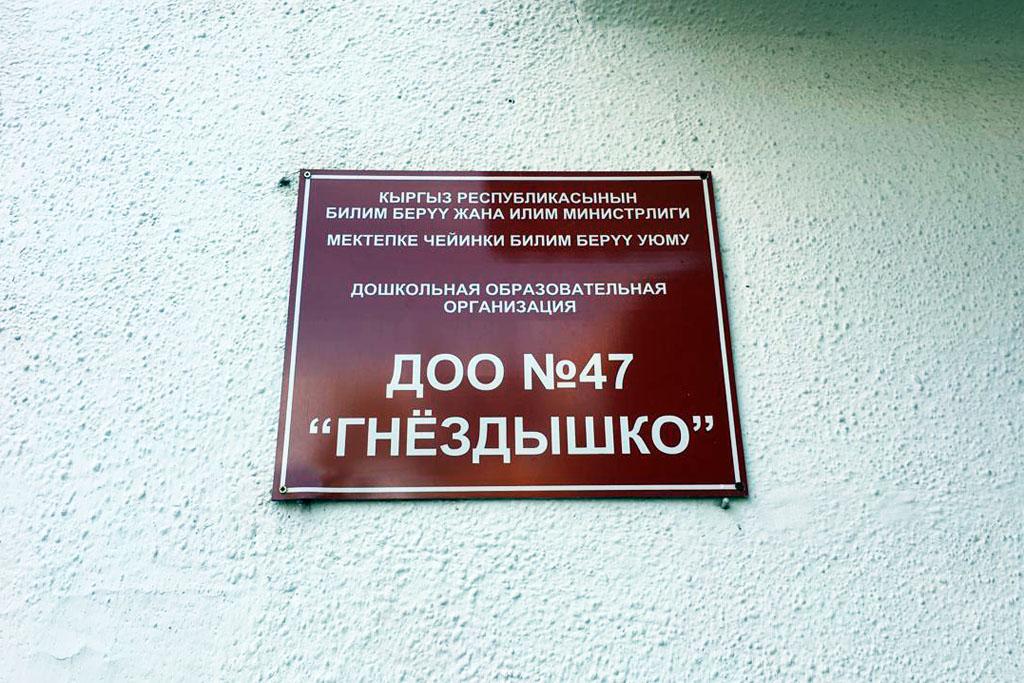 КЫРГЫЗ РЕСПУБЛИКАСЫНЫН
БИЛИМ БЕРҮҮ ЖАНА ИЛИМ МИНИСТРЛИГИ
МЕКТЕПКЕ ЧЕЙИНКИ БИЛИМ БЕРҮҮ УЮМУ
ДОШКОЛЬНАЯ ОБРАЗОВАТЕЛЬНАЯ
ОРГАНИЗАЦИЯ
ДОО №47
“ГНЁЗДЫШКО”